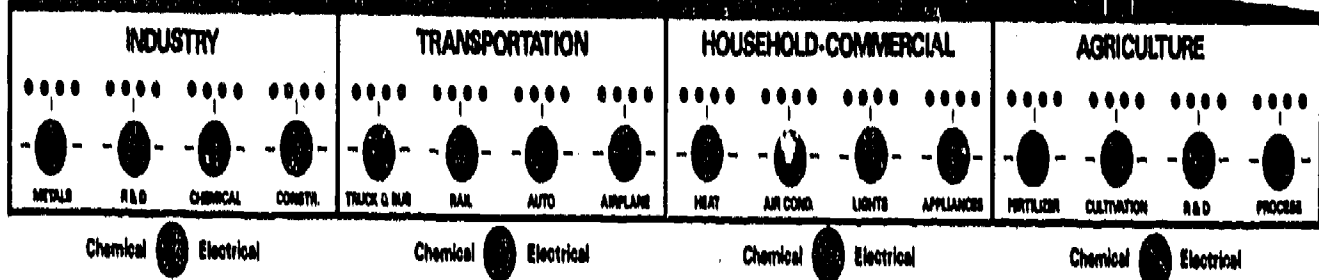 INDUSTRY
METALS R & D CHEMICAL CONSTR.
Chemical Electrical
TRANSPORTATION
TRUCK & BUS RAIL AUTO AIRPLANE
Chemical Electrical
HOUSEHOLD-COMMERCIAL
HEAT AIR COND. LIGHTS APPLIANCES
Chemical Electrical
AGRICULTURE
FERTILIZER CULTIVATION R & D PROCESS
Chemical Electrical